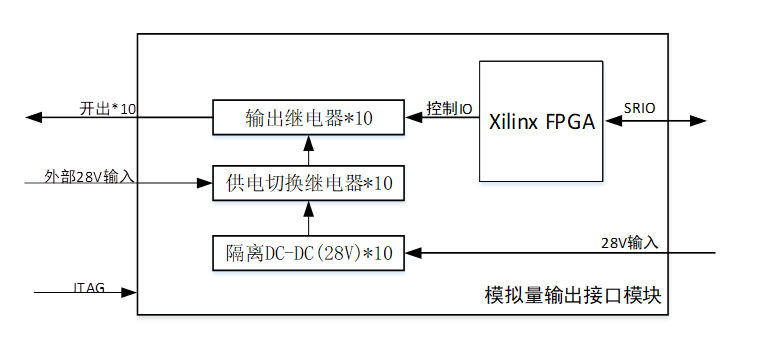 开出*10
输出继电器*10
控制IO
Xilinx FPGA
SRIO
外部28V输入
供电切换继电器*10
隔离DC-DC(28V)*10
28V输入
JTAG
模拟量输出接口模块